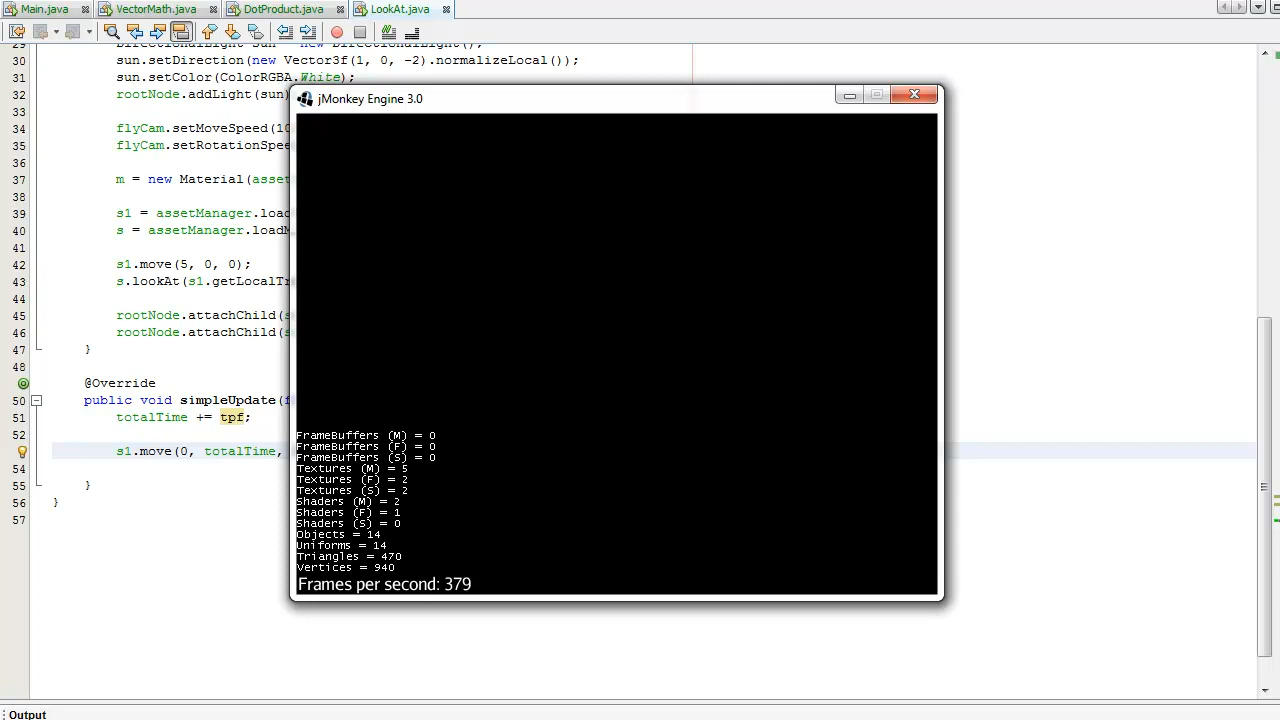 Main.java
VectorMath.java
DotProduct.java
LookAt.java
29 DirectionalLight sun = new DirectionalLight();
30 sun.setDirection(new Vector3f(1, 0, -2).normalizeLocal());
31 sun.setColor(ColorRGBA.White);
32 rootNode.addLight(sun)
33
34 flyCam.setMoveSpeed(10
35 flyCam.setRotationSpee
36
37 m = new Material(asset
38
39 s1 = assetManager.load
40 s = assetManager.loadM
41
42 s1.move(5, 0, 0);
43 s.lookAt(s1.getLocalTr
44
45 rootNode.attachChild(s
46 rootNode.attachChild(s
47 }
48
@Override
50 public void simpleUpdate(f
51 totalTime += tpf;
52
s1.move(0, totalTime,
54
55 }
56 }
57
jMonkey Engine 3.0
FrameBuffers (M) = 0
FrameBuffers (F) = 0
FrameBuffers (S) = 0
Textures (M) = 5
Textures (F) = 2
Textures (S) = 2
Shaders (M) = 2
Shaders (F) = 1
Shaders (S) = 0
Objects = 14
Uniforms = 14
Triangles = 470
Vertices = 940
Frames per second: 379
Output